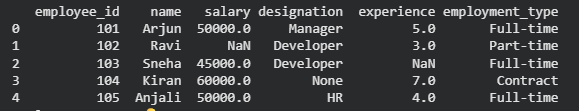 employee_id name salary designation experience employment_type
0 101 Arjun 50000.0 Manager 5.0 Full-time
1 102 Ravi NaN Developer 3.0 Part-time
2 103 Sneha 45000.0 Developer NaN Full-time
3 104 Kiran 60000.0 None 7.0 Contract
4 105 Anjali 50000.0 HR 4.0 Full-time